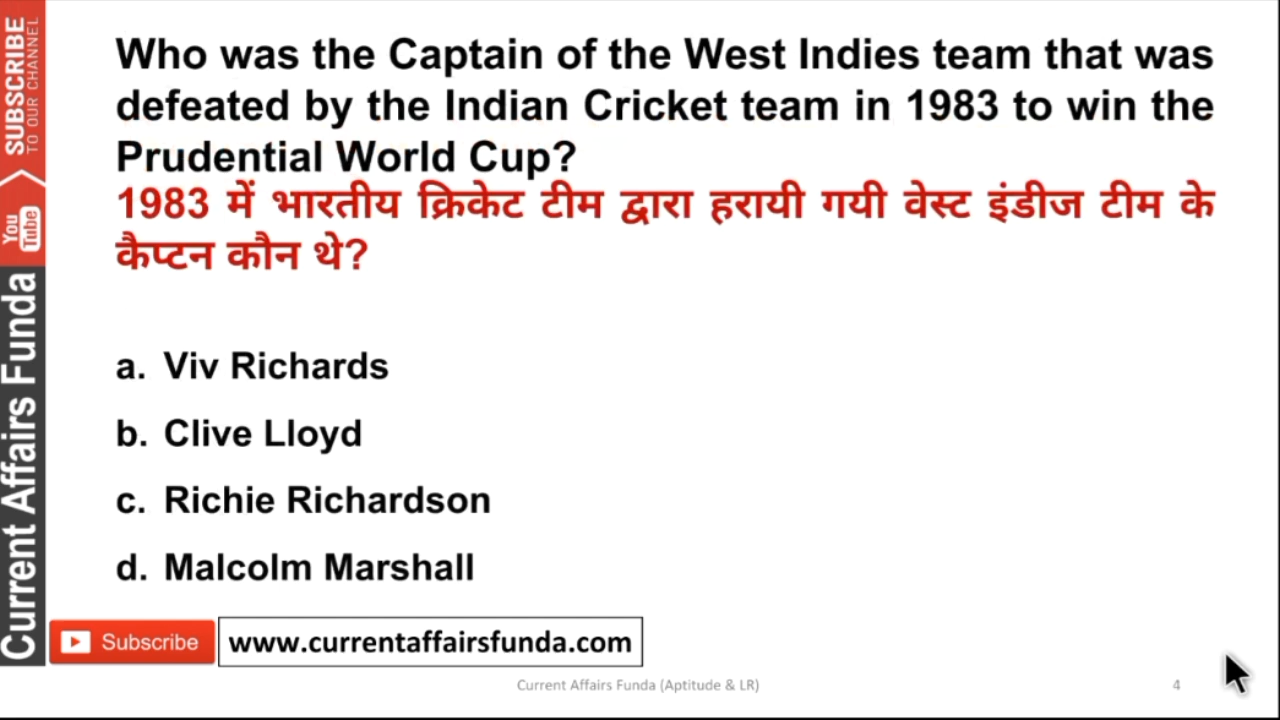 Who was the Captain of the West Indies team that was
defeated by the Indian Cricket team in 1983 to win the
Prudential World Cup?
1983 में भारतीय क्रिकेट टीम द्वारा हरायी गयी वेस्ट इंडीज टीम के
कैप्टन कौन थे?
a. Viv Richards
b. Clive Lloyd
c. Richie Richardson
d. Malcolm Marshall
SUBSCRIBE
TO OUR CHANNEL
You
Tube
Current Affairs Funda
Subscribe
www.currentaffairsfunda.com
Current Affairs Funda (Aptitude & LR)
4